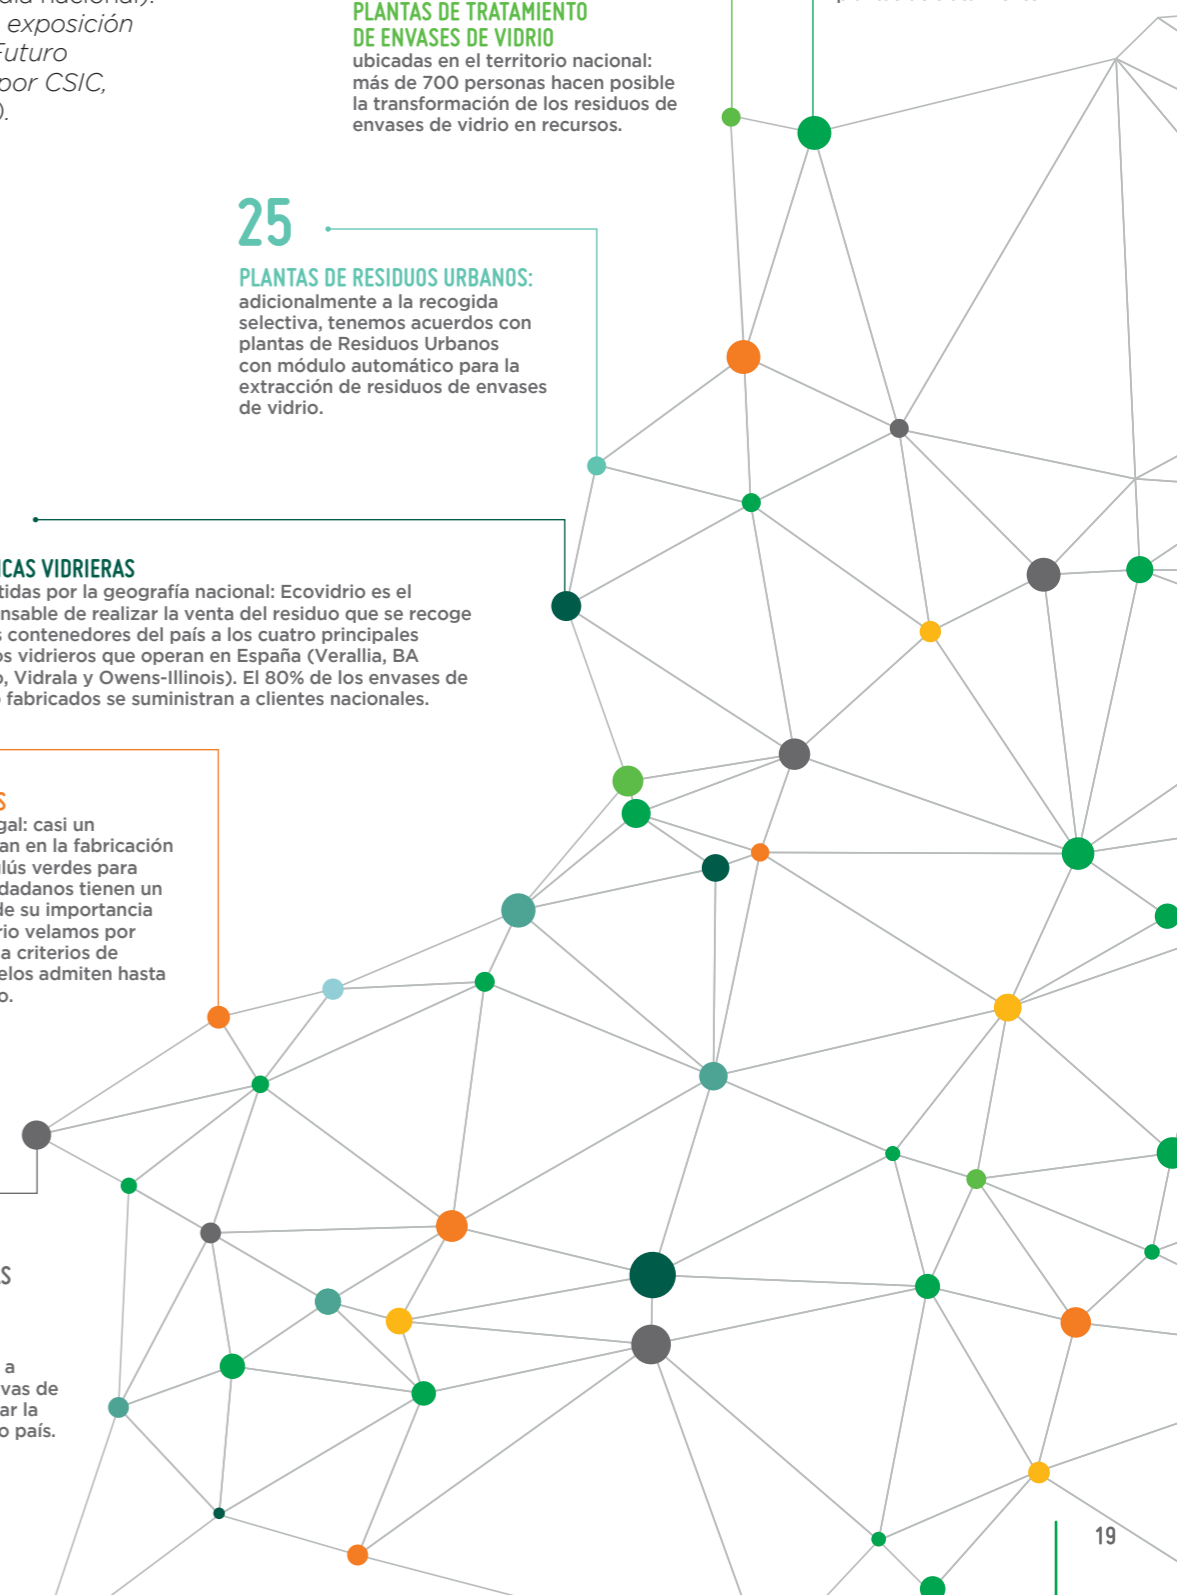 exposición
Futuro
por CSIC,
PLANTAS DE TRATAMIENTO
DE ENVASES DE VIDRIO
ubicadas en el territorio nacional:
más de 700 personas hacen posible
la transformación de los residuos de
envases de vidrio en recursos.
25
PLANTAS DE RESIDUOS URBANOS:
adicionalmente a la recogida
selectiva, tenemos acuerdos con
plantas de Residuos Urbanos
con módulo automático para la
extracción de residuos de envases
de vidrio.
ICAS VIDRIERAS
tidas por la geografía nacional: Ecovidrio es el
nsable de realizar la venta del residuo que se recoge
s contenedores del país a los cuatro principales
os vidrieros que operan en España (Verallia, BA
o, Vidrala y Owens-Illinois). El 80% de los envases de
o fabricados se suministran a clientes nacionales.
S
gal: casi un
an en la fabricación
lús verdes para
dadanos tienen un
de su importancia
rio velamos por
a criterios de
elos admiten hasta
o.
AS
a
vas de
ar la
o país.
19